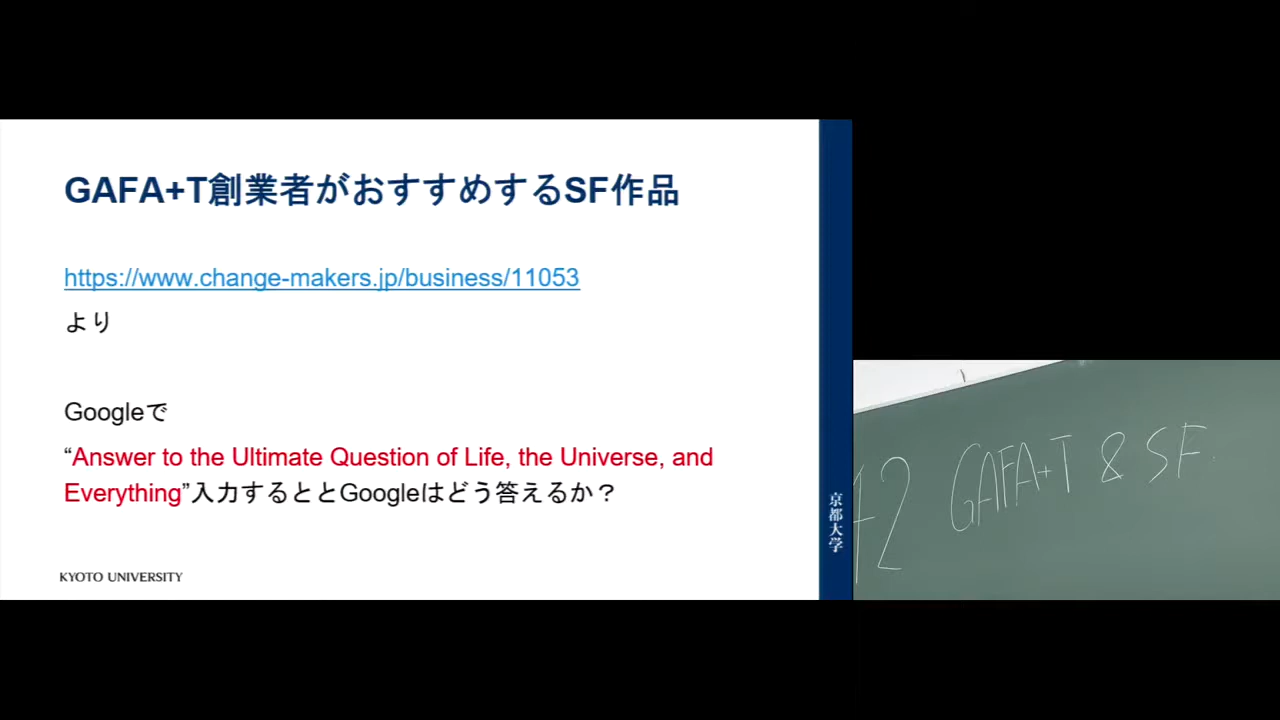 GAFA+T創業者がおすすめするSF作品
https://www.change-makers.jp/business/11053
より
Googleで
“Answer to the Ultimate Question of Life, the Universe, and
Everything”入力するととGoogleはどう答えるか？
KYOTO UNIVERSITY
京都大学
42 GAFA+T & SF